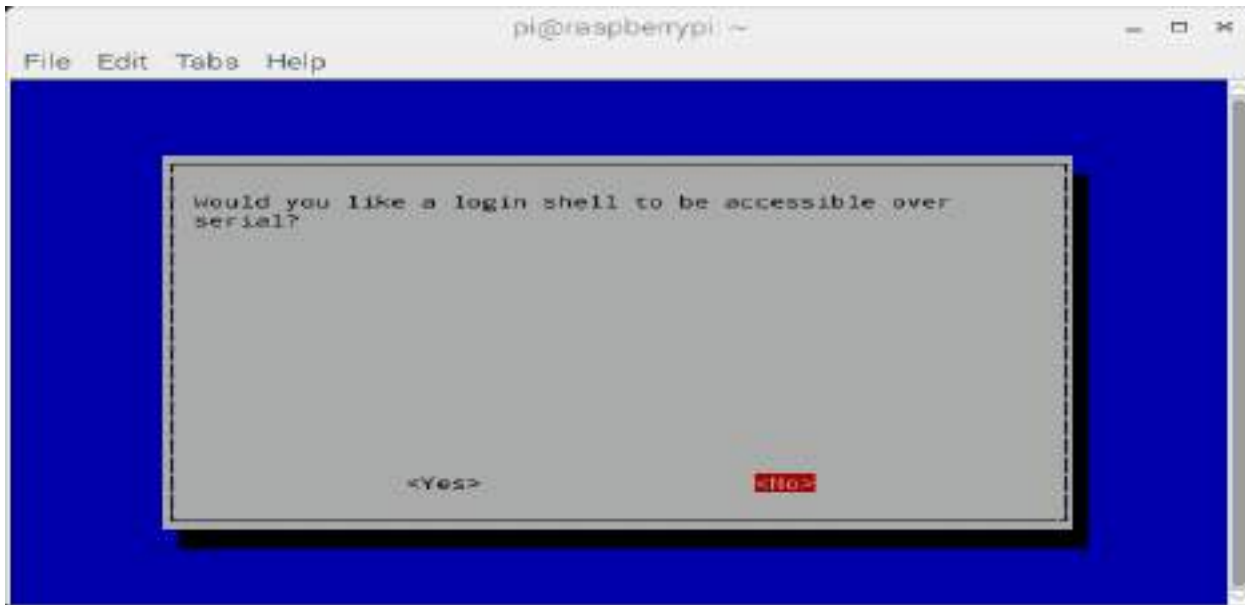 pi@raspberrypi: ~
File Edit Tabs Help
Would you like a login shell to be accessible over
serial?
<Yes> <No>